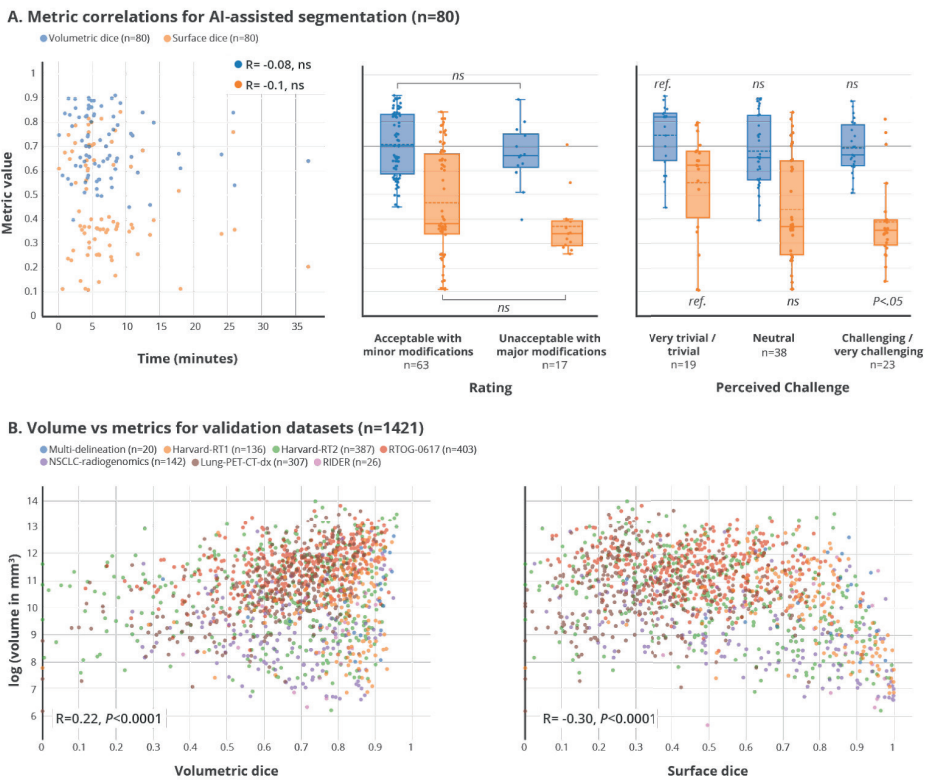 A. Metric correlations for AI-assisted segmentation (n=80)
Volumetric dice (n=80) Surface dice (n=80)
R= -0.08, ns
R= -0.1, ns
Metric value
1
0.9
0.8
0.7
0.6
0.5
0.4
0.3
0.2
0.1
0
0 5 10 15 20 25 30 35
Time (minutes)
ns
ns
Acceptable with minor modifications n=63
Unacceptable with major modifications n=17
Rating
ref. ns ns
ref. ns P<.05
Very trivial / trivial n=19
Neutral n=38
Challenging / very challenging n=23
Perceived Challenge
B. Volume vs metrics for validation datasets (n=1421)
Multi-delineation (n=20) Harvard-RT1 (n=136) Harvard-RT2 (n=387) RTOG-0617 (n=403)
NSCLC-radiogenomics (n=142) Lung-PET-CT-dx (n=307) RIDER (n=26)
log (volume in mm³)
14
13
12
11
10
9
8
7
6
R=0.22, P<0.0001
0 0.1 0.2 0.3 0.4 0.5 0.6 0.7 0.8 0.9 1
Volumetric dice
R= -0.30, P<0.0001
0 0.1 0.2 0.3 0.4 0.5 0.6 0.7 0.8 0.9 1
Surface dice